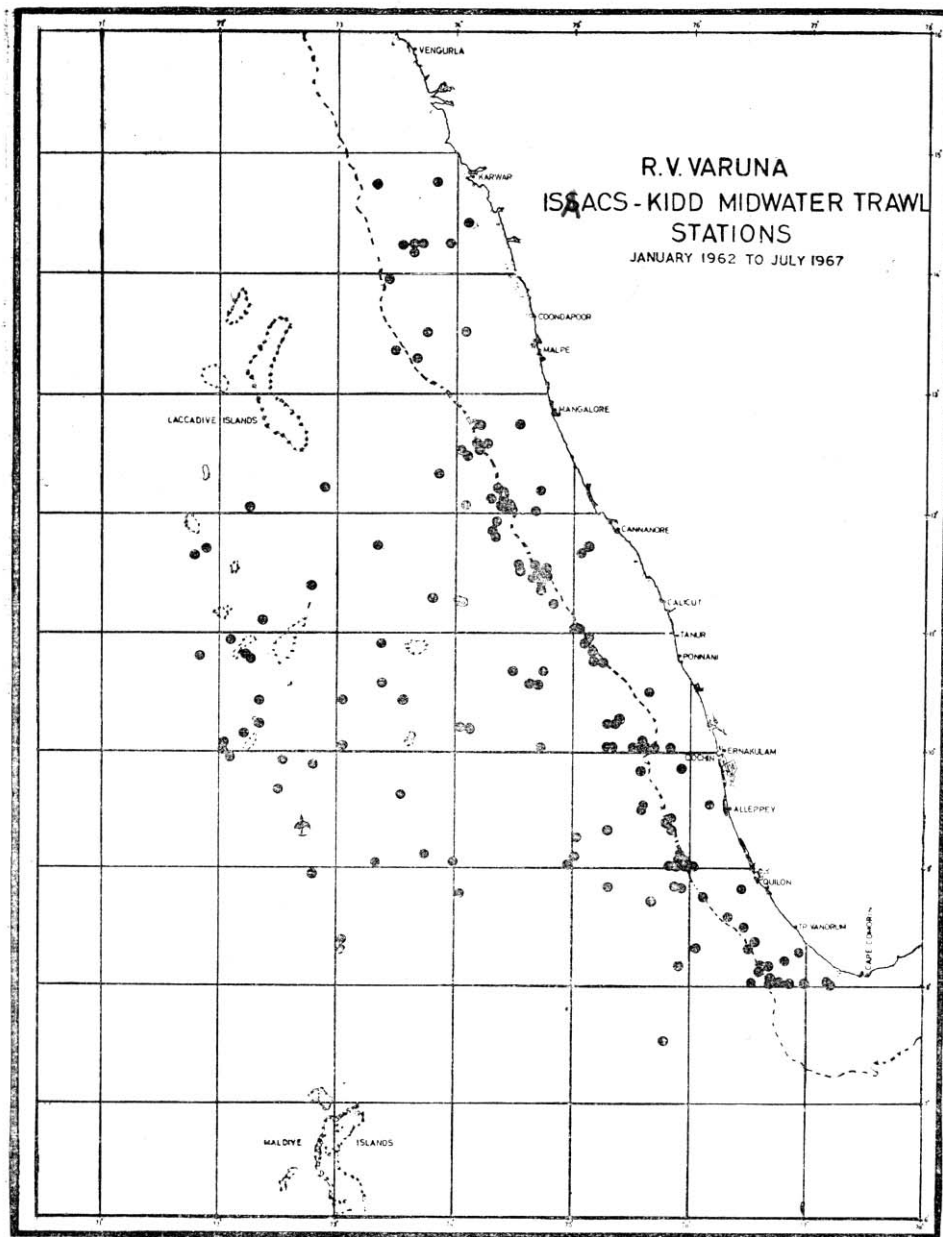 R.V. VARUNA
ISAACS - KIDD MIDWATER TRAWL
STATIONS
JANUARY 1962 TO JULY 1967
VENGURLA
KARWAR
COONDAPOOR
MALPE
MANGALORE
LACCADIVE ISLANDS
CANNANORE
CALICUT
TANUR
PONNANI
ERNAKULAM
COCHIN
ALLEPPEY
QUILON
TRIVANDRUM
CAPE COMORIN
MALDIVE ISLANDS